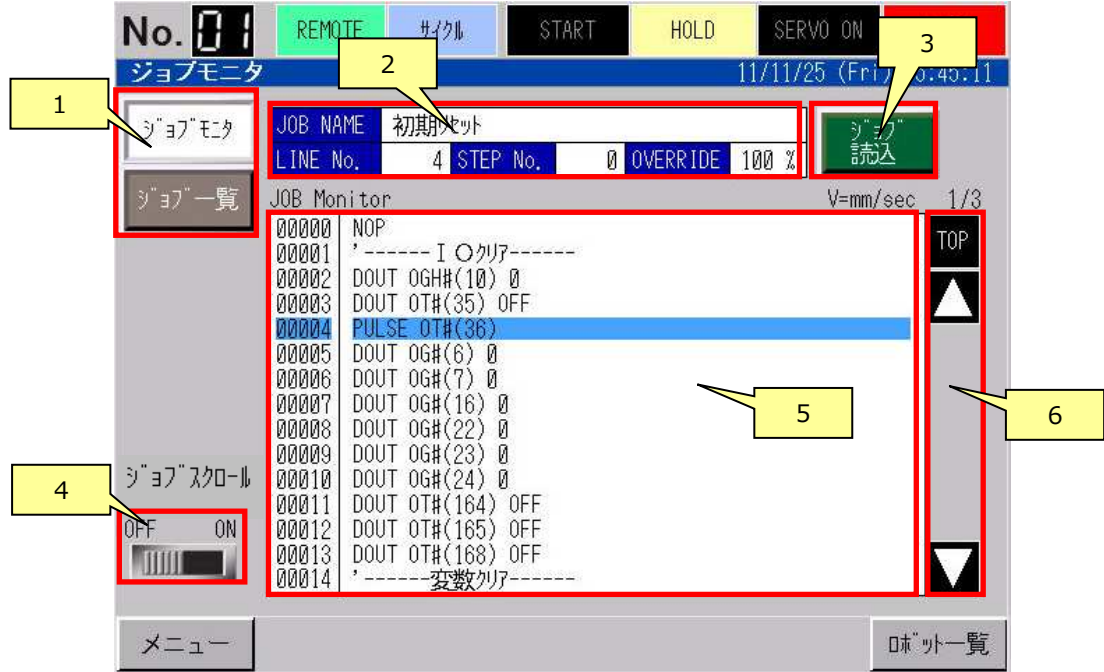 No. 01 REMOTE ｻｲｸﾙ START HOLD SERVO ON
ジョブモニタ 11/11/25 (Fri) :45:11
1
2
3
ｼﾞｮﾌﾞﾓﾆﾀ
JOB NAME 初期ﾘｾｯﾄ
LINE No. 4 STEP No. 0 OVERRIDE 100 %
ｼﾞｮﾌﾞ
読込
ｼﾞｮﾌﾞ一覧
JOB Monitor V=mm/sec 1/3
00000 NOP
00001 '------ＩＯｸﾘｱ------
00002 DOUT OGH#(10) 0
00003 DOUT OT#(35) OFF
00004 PULSE OT#(36)
00005 DOUT OG#(6) 0
00006 DOUT OG#(7) 0
00007 DOUT OG#(16) 0
00008 DOUT OG#(22) 0
00009 DOUT OG#(23) 0
00010 DOUT OG#(24) 0
00011 DOUT OT#(164) OFF
00012 DOUT OT#(165) OFF
00013 DOUT OT#(168) OFF
00014 '------変数ｸﾘｱ------
TOP
5
6
ｼﾞｮﾌﾞｽｸﾛｰﾙ
4
OFF ON
メニュー
ﾛﾎﾞｯﾄ一覧